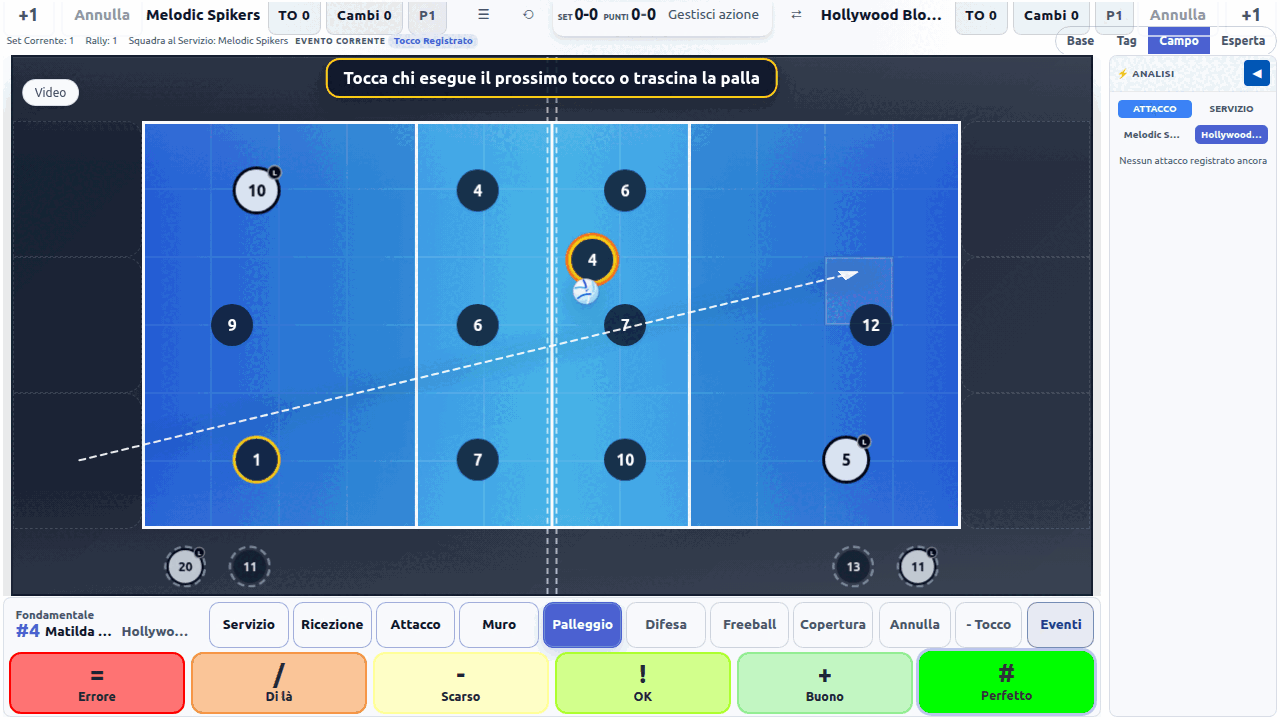 +1 Annulla Melodic Spikers TO 0 Cambi 0 P1 ☰ SET 0-0 PUNTI 0-0 Gestisci azione Hollywood Blo... TO 0 Cambi 0 P1 Annulla +1
Set Corrente: 1 Rally: 1 Squadra al Servizio: Melodic Spikers EVENTO CORRENTE Tocco Registrato
Base Tag Campo Esperta
Tocca chi esegue il prossimo tocco o trascina la palla
Video
ANALISI
ATTACCO SERVIZIO
Melodic S... Hollywood...
Nessun attacco registrato ancora
10 L 4 6
4
9 6 7 12
1 7 10 5 L
20 L 11 13 11 L
Fondamentale
#4 Matilda ... Hollywo...
Servizio Ricezione Attacco Muro Palleggio Difesa Freeball Copertura Annulla - Tocco Eventi
= / - ! + #
Errore Di là Scarso OK Buono Perfetto